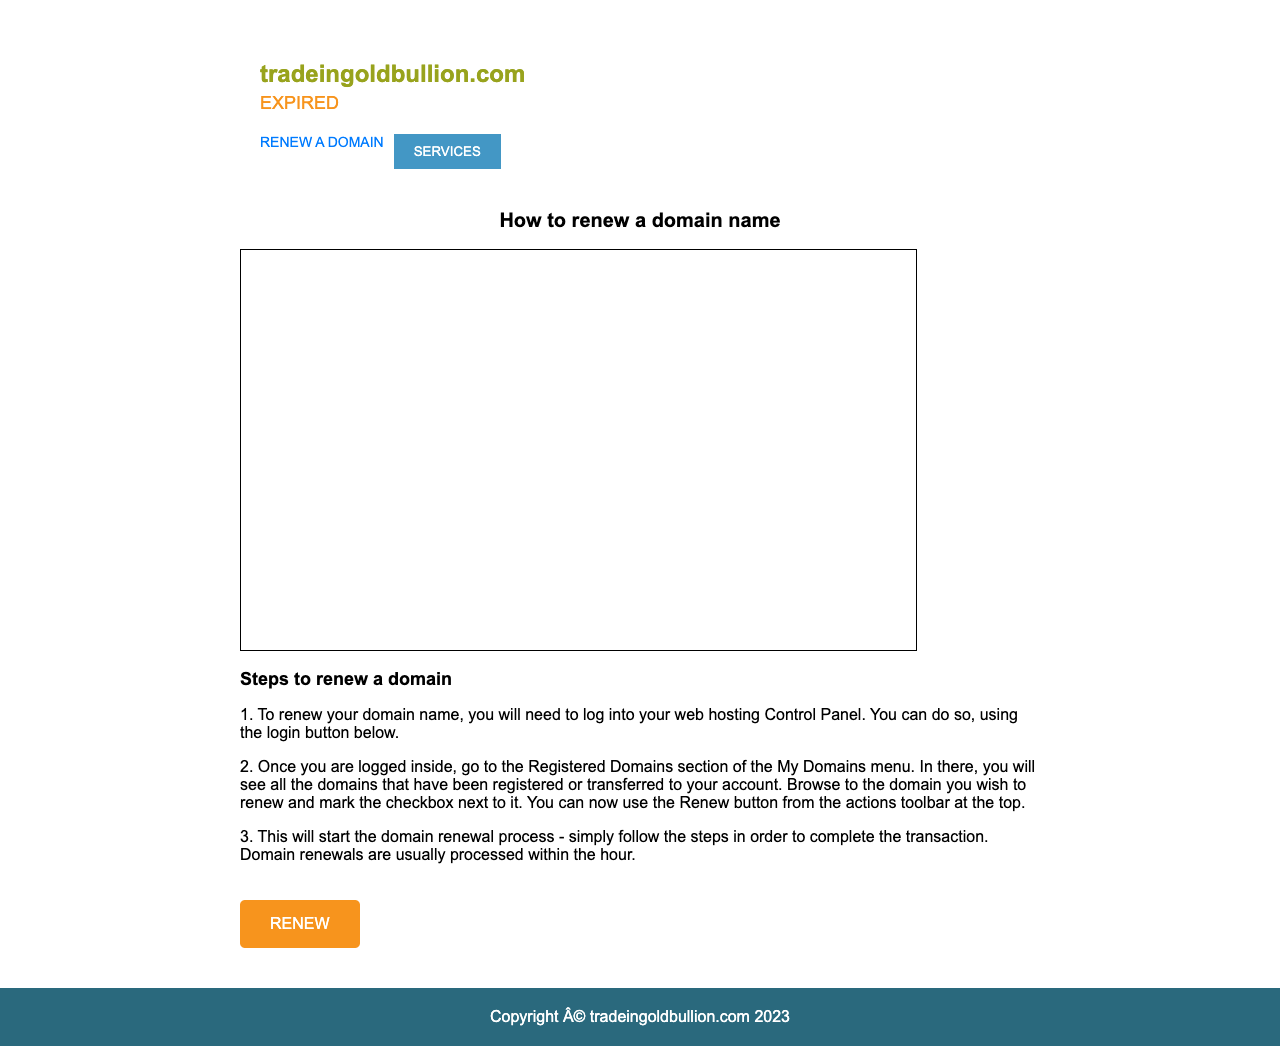 tradeingoldbullion.com
EXPIRED
RENEW A DOMAIN
SERVICES
How to renew a domain name
Steps to renew a domain
1. To renew your domain name, you will need to log into your web hosting Control Panel. You can do so, using
the login button below.
2. Once you are logged inside, go to the Registered Domains section of the My Domains menu. In there, you will
see all the domains that have been registered or transferred to your account. Browse to the domain you wish to
renew and mark the checkbox next to it. You can now use the Renew button from the actions toolbar at the top.
3. This will start the domain renewal process - simply follow the steps in order to complete the transaction.
Domain renewals are usually processed within the hour.
RENEW
Copyright Â© tradeingoldbullion.com 2023